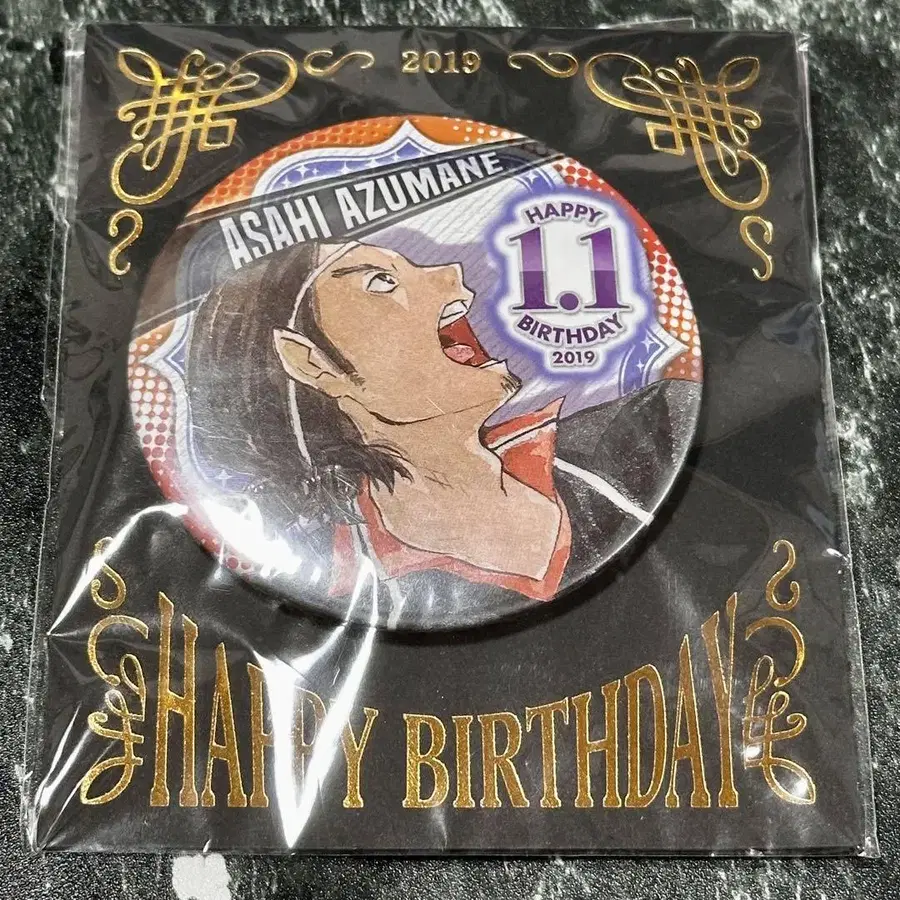 2019
ASAHI AZUMANE
HAPPY
1.1
BIRTHDAY
2019
HAPPY BIRTHDAY